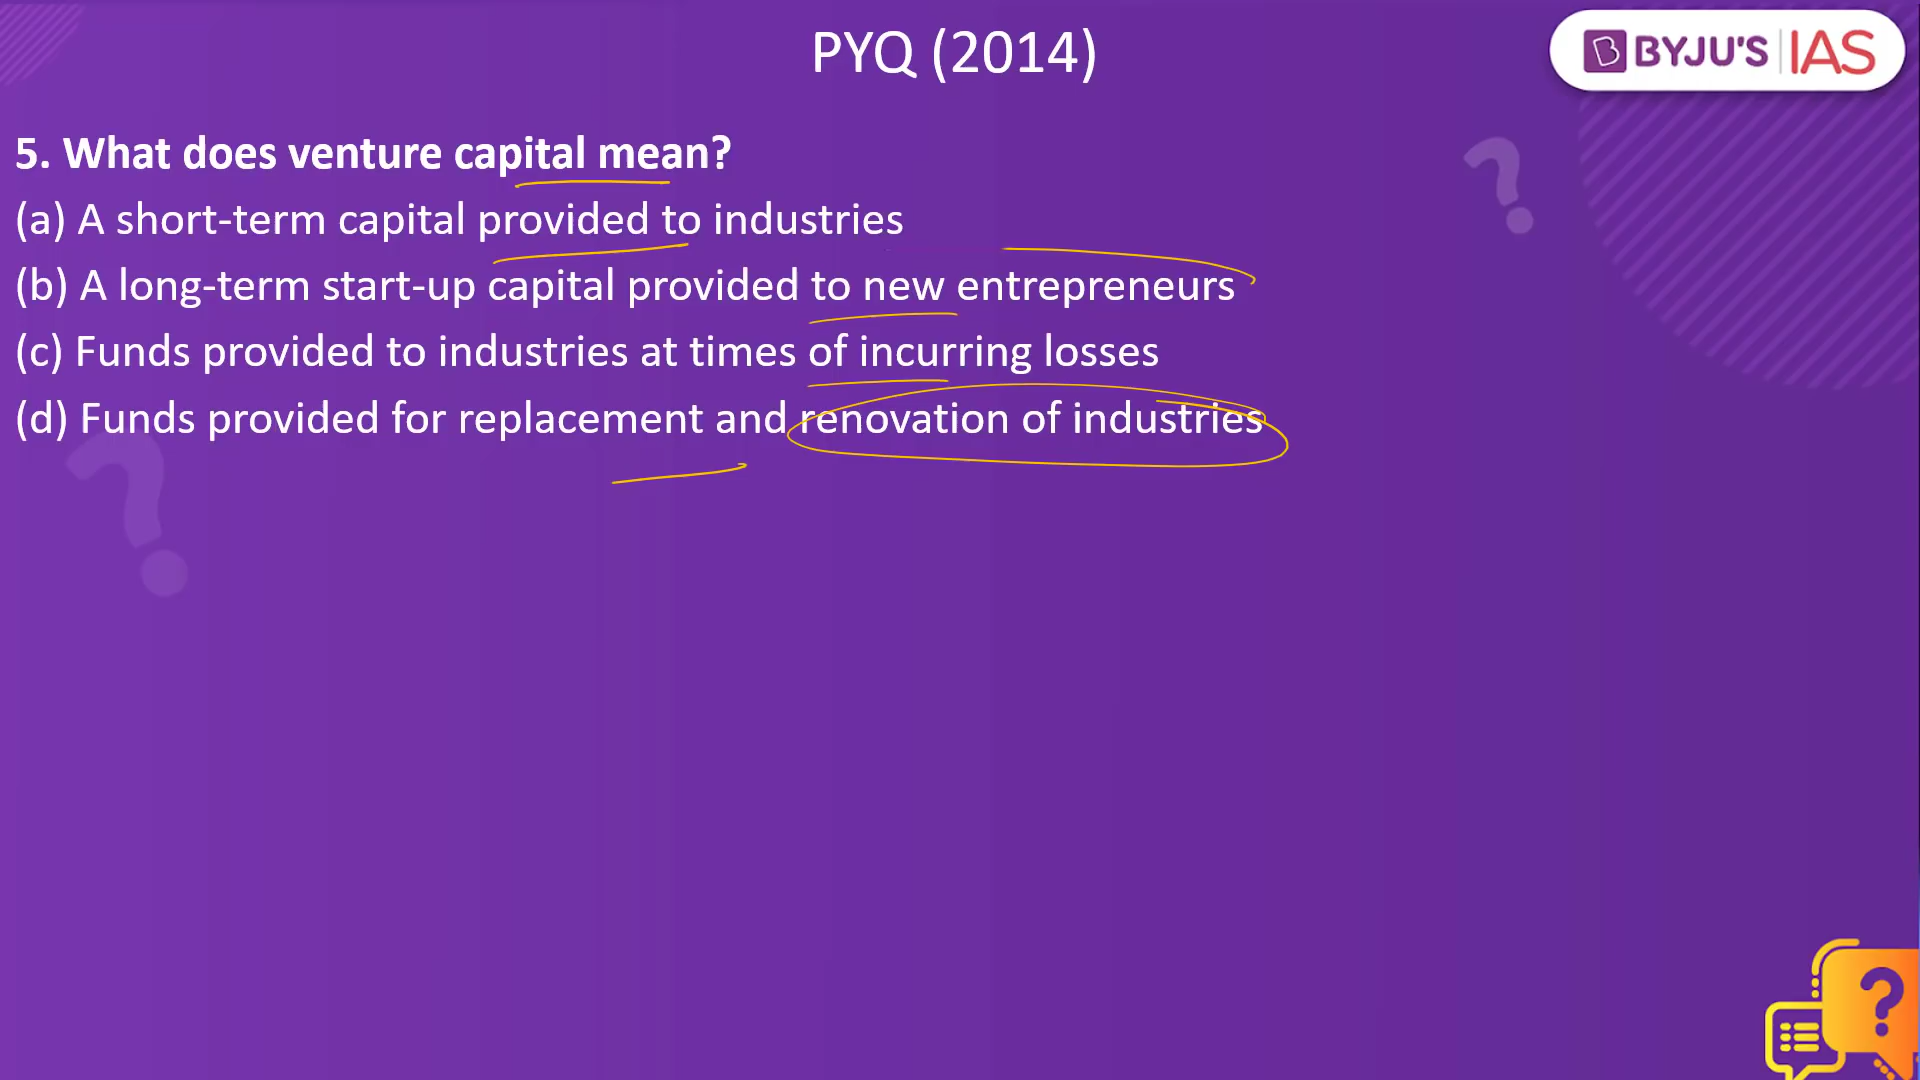 PYQ (2014)
BYJU'S IAS
5. What does venture capital mean?
(a) A short-term capital provided to industries
(b) A long-term start-up capital provided to new entrepreneurs
(c) Funds provided to industries at times of incurring losses
(d) Funds provided for replacement and renovation of industries